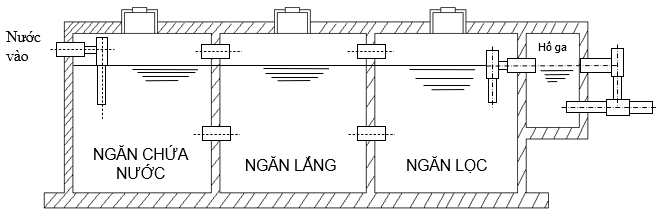 Nước
vào
Hố ga
NGĂN CHỨA
NƯỚC
NGĂN LẮNG
NGĂN LỌC